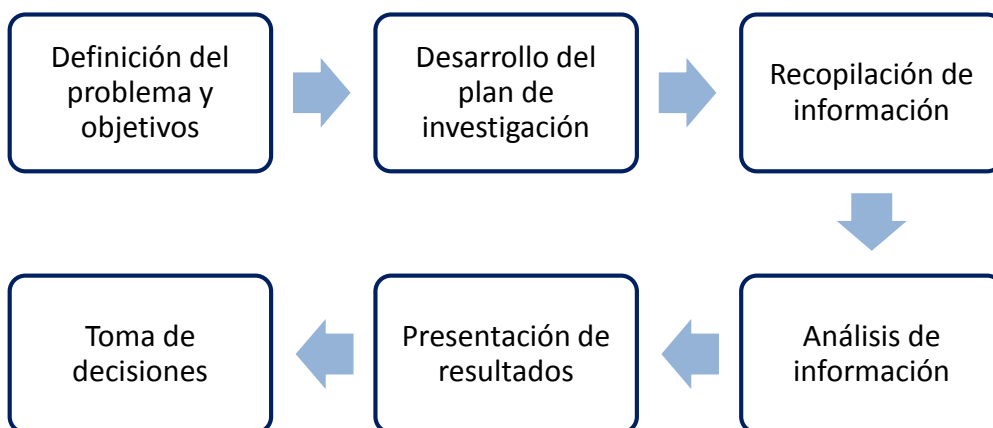 Definición del
problema y
objetivos
Desarrollo del
plan de
investigación
Recopilación de
información
Análisis de
información
Presentación de
resultados
Toma de
decisiones